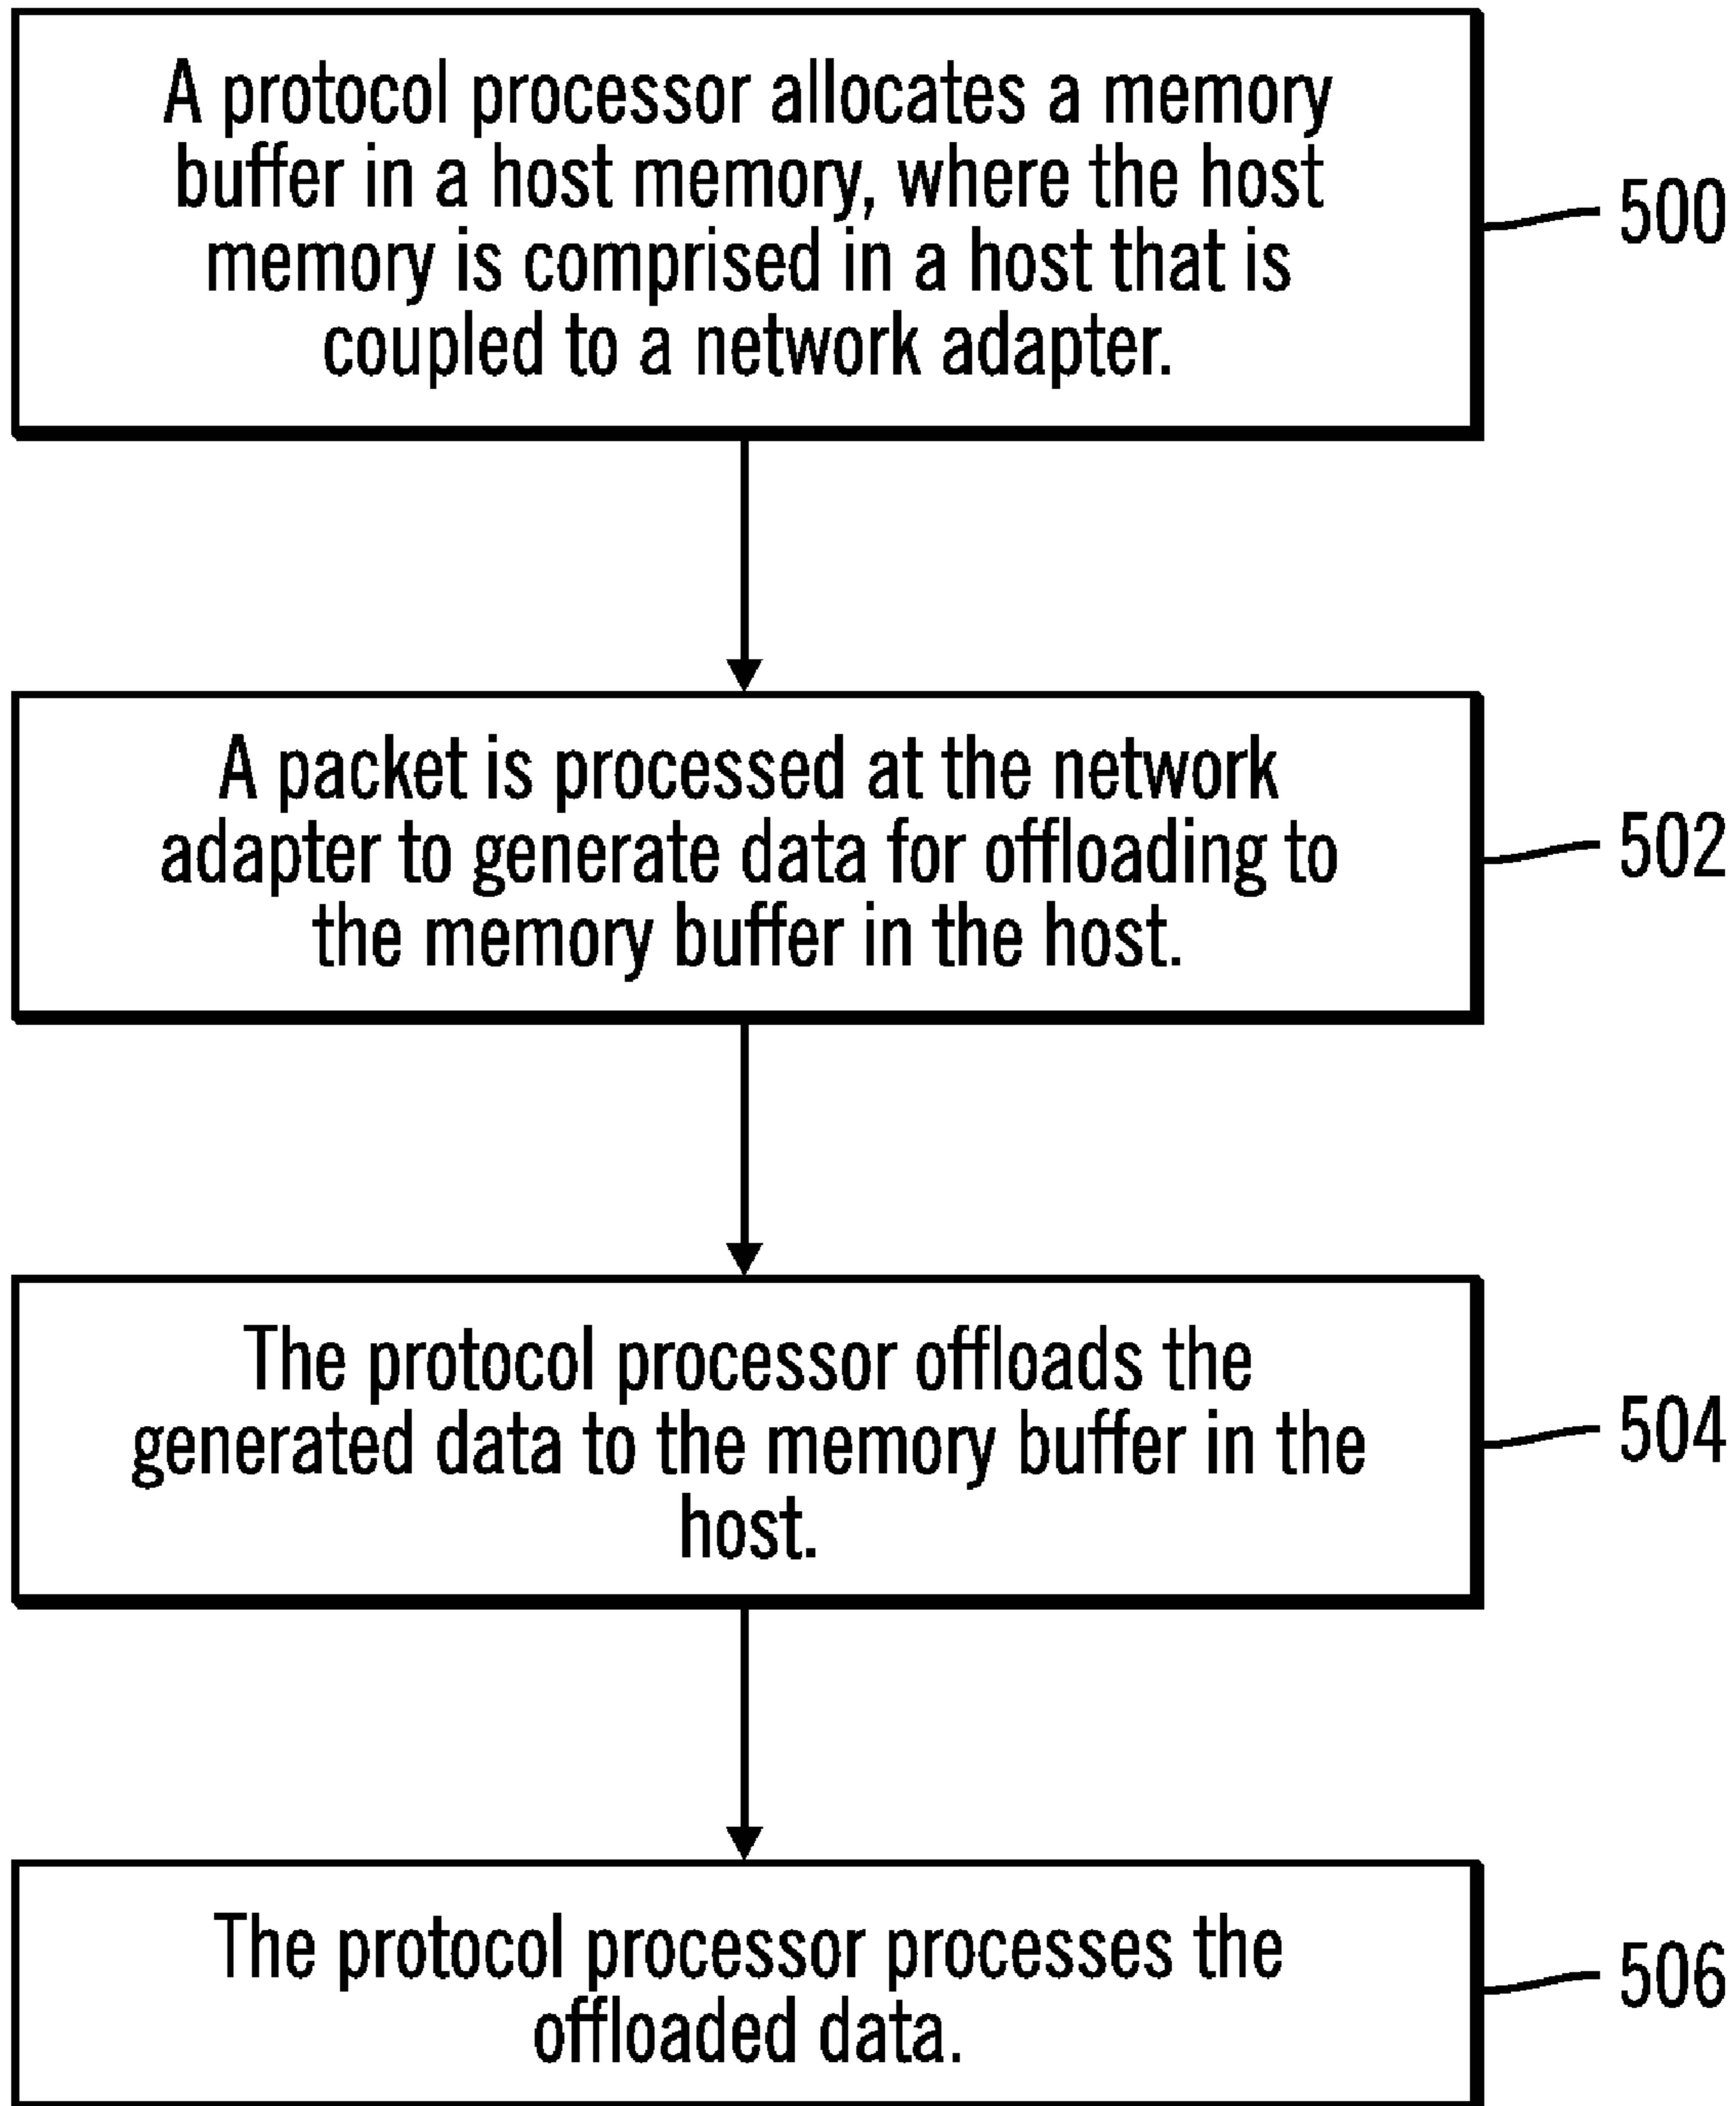 A protocol processor allocates a memory
buffer in a host memory, where the host
memory is comprised in a host that is
coupled to a network adapter.
500
A packet is processed at the network
adapter to generate data for offloading to
the memory buffer in the host.
502
The protocol processor offloads the
generated data to the memory buffer in the
host.
504
The protocol processor processes the
offloaded data.
506